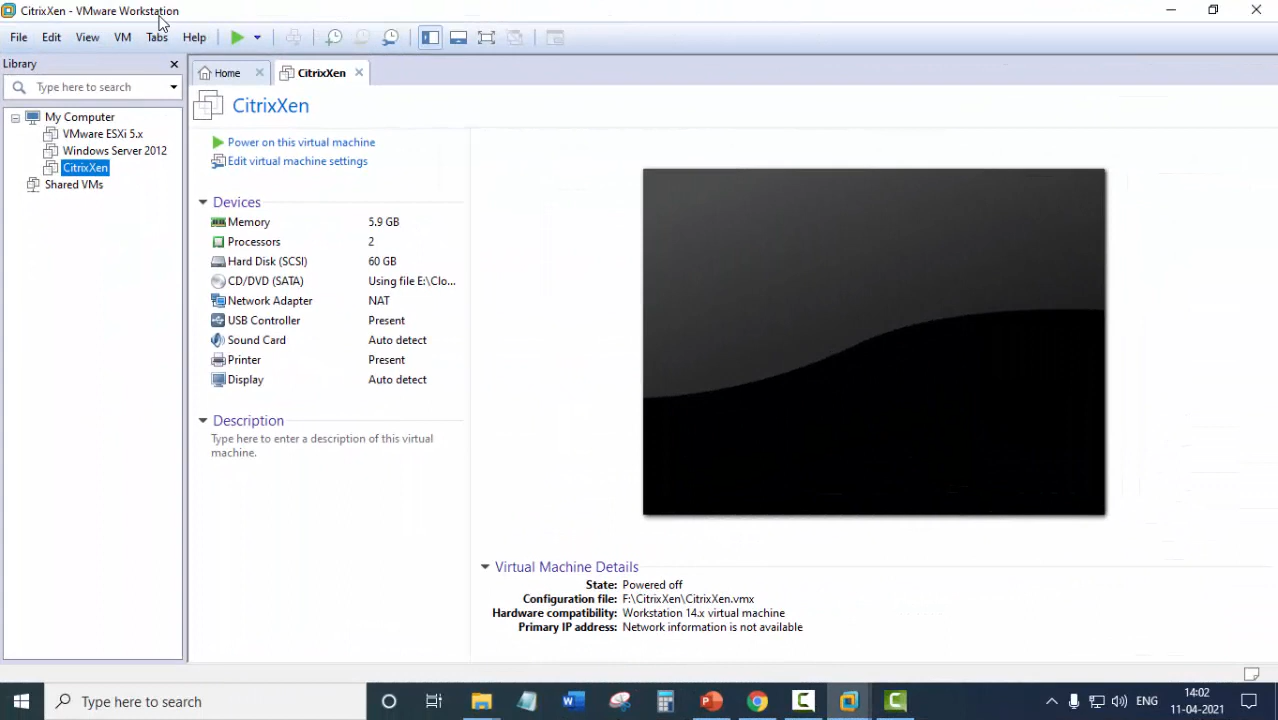 CitrixXen - VMware Workstation
File Edit View VM Tabs Help
Library
Type here to search
My Computer
VMware ESXi 5.x
Windows Server 2012
CitrixXen
Shared VMs
Home
CitrixXen
CitrixXen
Power on this virtual machine
Edit virtual machine settings
Devices
Memory 5.9 GB
Processors 2
Hard Disk (SCSI) 60 GB
CD/DVD (SATA) Using file E:\Clo...
Network Adapter NAT
USB Controller Present
Sound Card Auto detect
Printer Present
Display Auto detect
Description
Type here to enter a description of this virtual
machine.
Virtual Machine Details
State: Powered off
Configuration file: F:\CitrixXen\CitrixXen.vmx
Hardware compatibility: Workstation 14.x virtual machine
Primary IP address: Network information is not available
Type here to search
ENG
14:02
11-04-2021